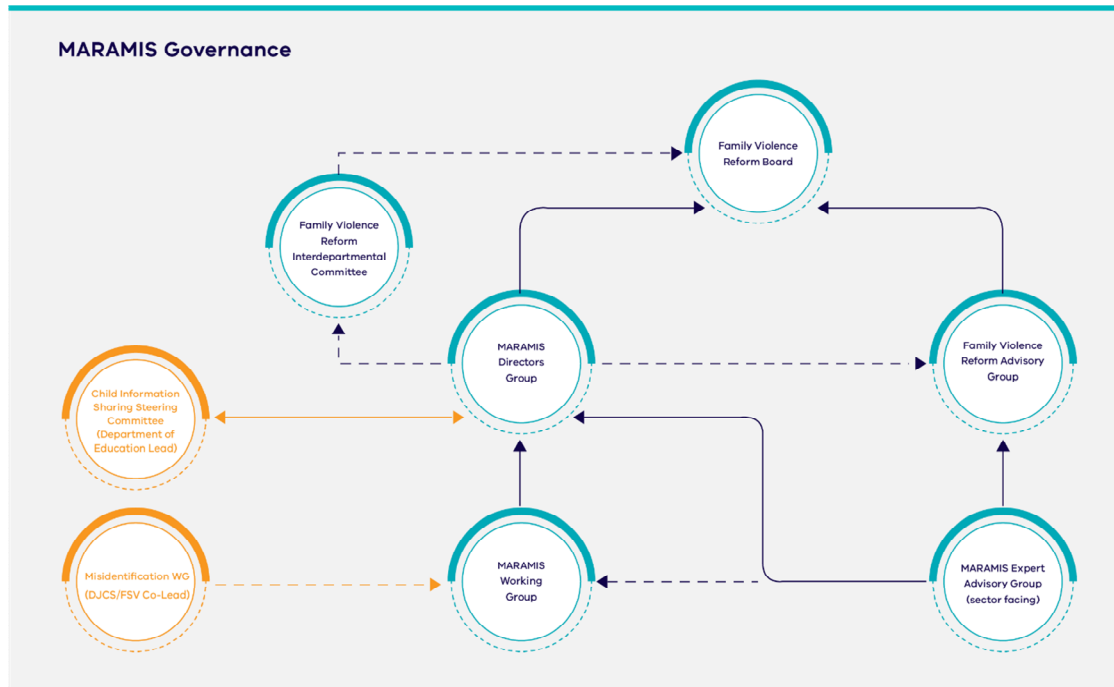 MARAMIS Governance
Family Violence
Reform Board
Family Violence
Reform
Interdepartmental
Committee
MARAMIS
Directors
Group
Family Violence
Reform Advisory
Group
Child Information
Sharing Steering
Committee
(Department of
Education Lead)
Misidentification WG
(DJCS/FSV Co-Lead)
MARAMIS
Working
Group
MARAMIS Expert
Advisory Group
(sector facing)